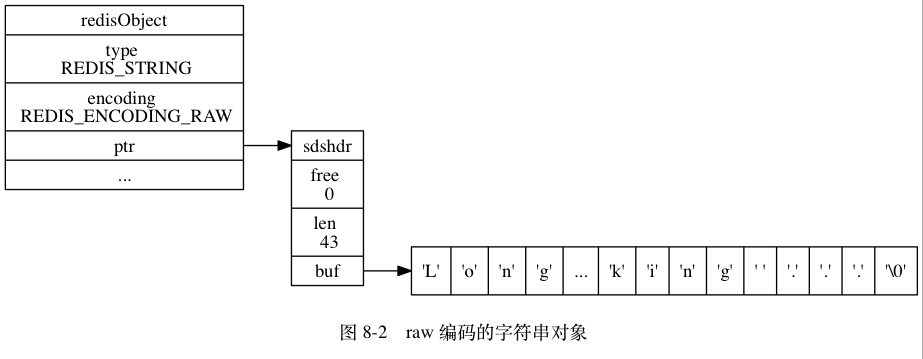 redisObject
type
REDIS_STRING
encoding
REDIS_ENCODING_RAW
ptr
...
sdshdr
free
0
len
43
buf
'L' 'o' 'n' 'g' ... 'k' 'i' 'n' 'g' ' ' '.' '.' '.' '\0'
图 8-2 raw 编码的字符串对象